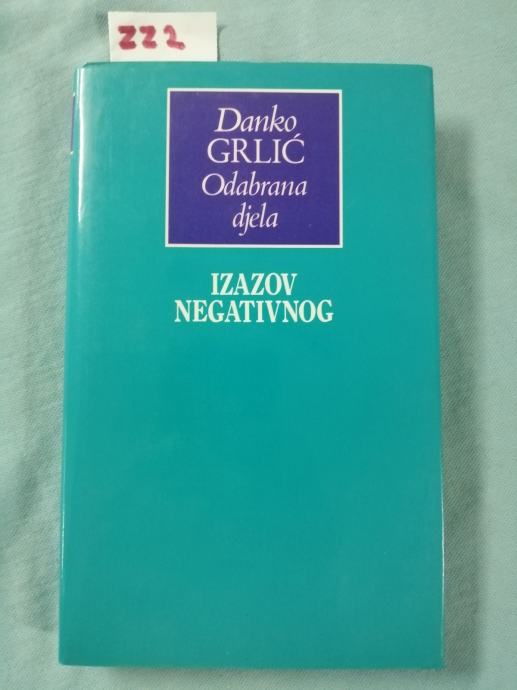 ZZ2
Danko
GRLIĆ
Odabrana
djela
IZAZOV
NEGATIVNOG